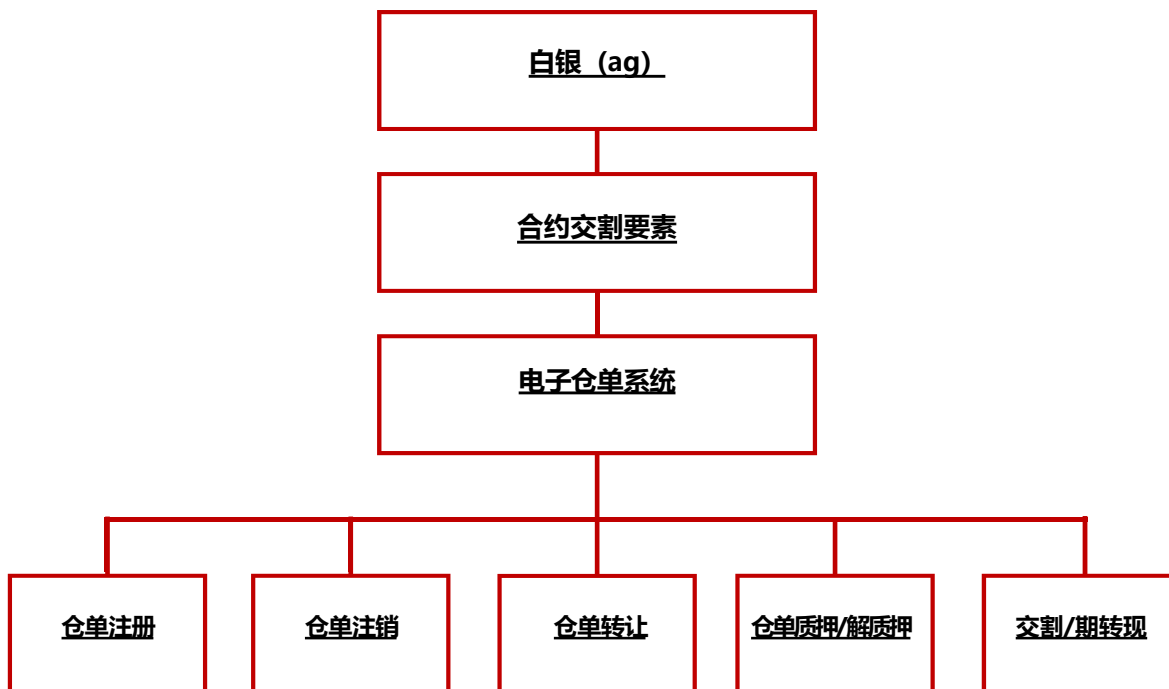 白银（ag）
合约交割要素
电子仓单系统
仓单注册
仓单注销
仓单转让
仓单质押/解质押
交割/期转现